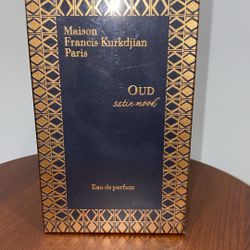 Maison
Francis Kurkdjian
Paris
OUD
satin mood
Eau de parfum